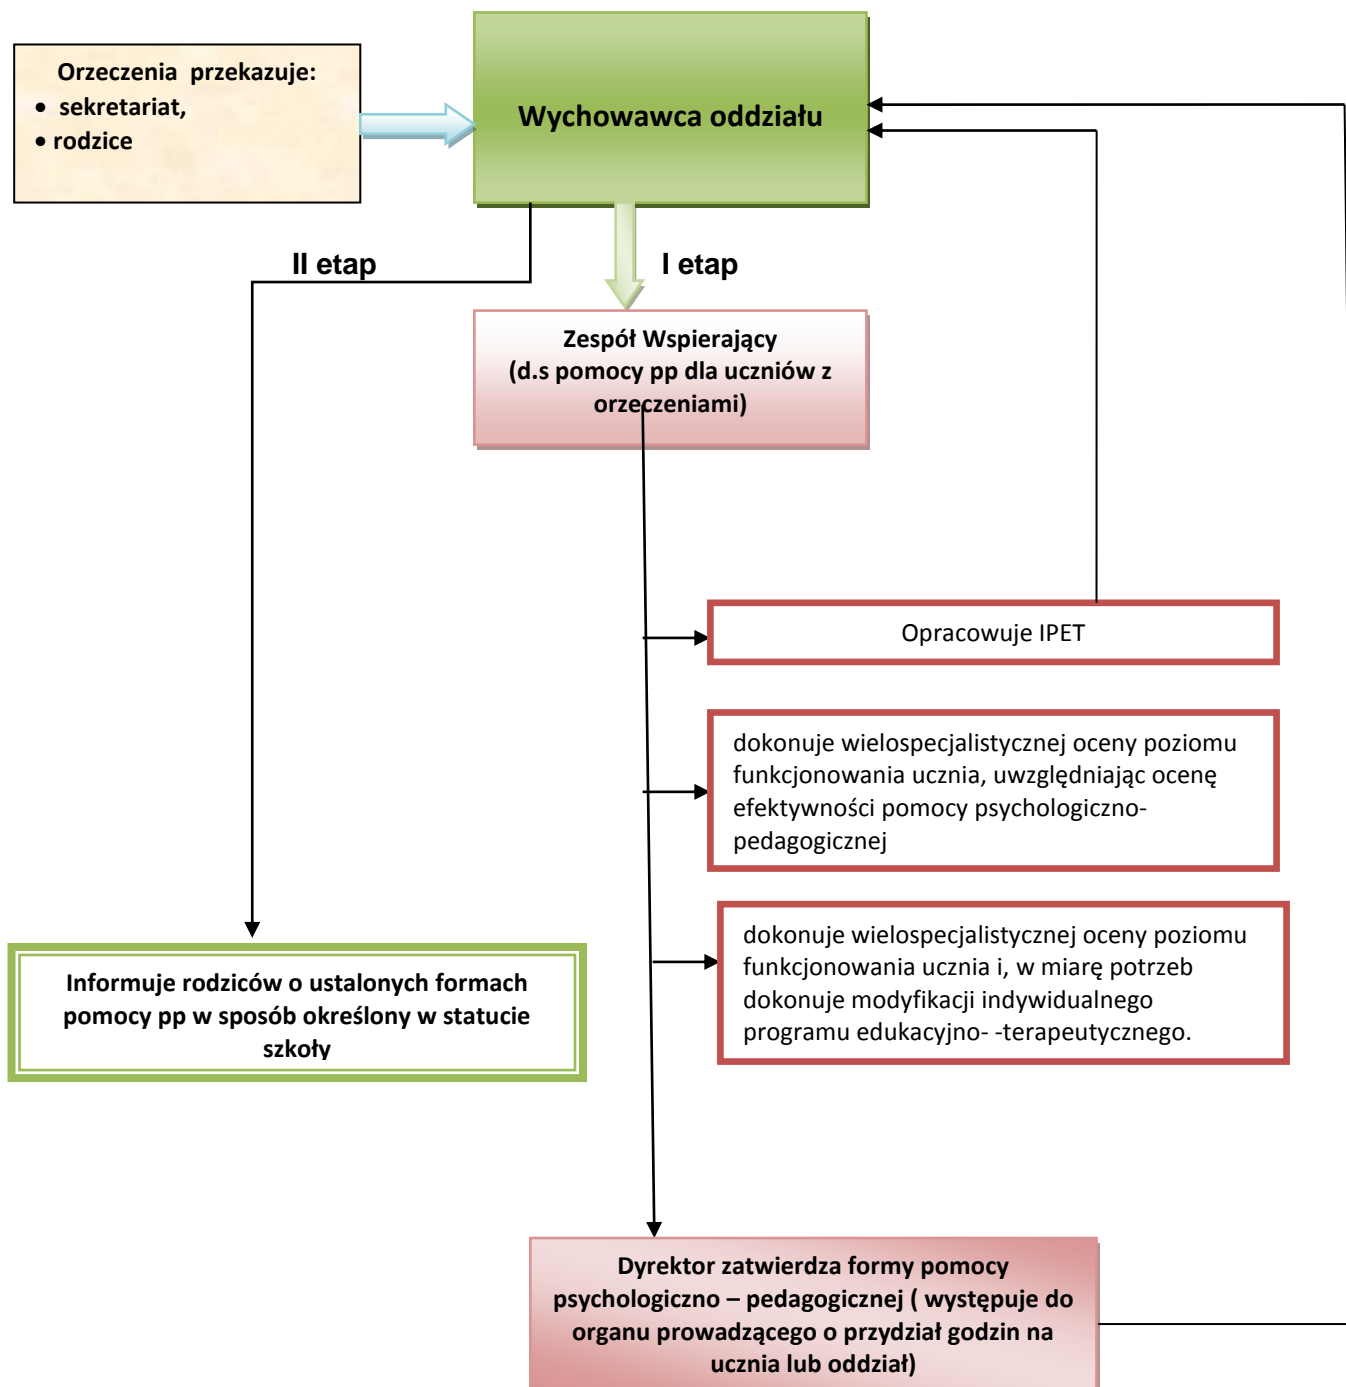 Orzeczenia przekazuje:
• sekretariat,
• rodzice
Wychowawca oddziału
II etap
I etap
Zespół Wspierający
(d.s pomocy pp dla uczniów z
orzeczeniami)
Opracowuje IPET
dokonuje wielospecjalistycznej oceny poziomu
funkcjonowania ucznia, uwzględniając ocenę
efektywności pomocy psychologiczno-
pedagogicznej
dokonuje wielospecjalistycznej oceny poziomu
funkcjonowania ucznia i, w miarę potrzeb
dokonuje modyfikacji indywidualnego
programu edukacyjno- -terapeutycznego.
Informuje rodziców o ustalonych formach
pomocy pp w sposób określony w statucie
szkoły
Dyrektor zatwierdza formy pomocy
psychologiczno – pedagogicznej ( występuje do
organu prowadzącego o przydział godzin na
ucznia lub oddział)